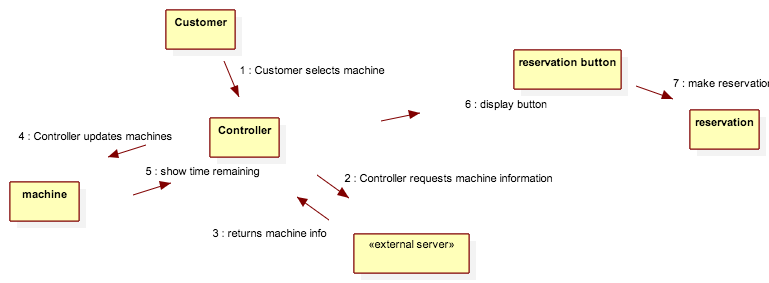 Customer
1 : Customer selects machine
reservation button
7 : make reservation
6 : display button
reservation
Controller
4 : Controller updates machines
5 : show time remaining
2 : Controller requests machine information
machine
3 : returns machine info
«external server»